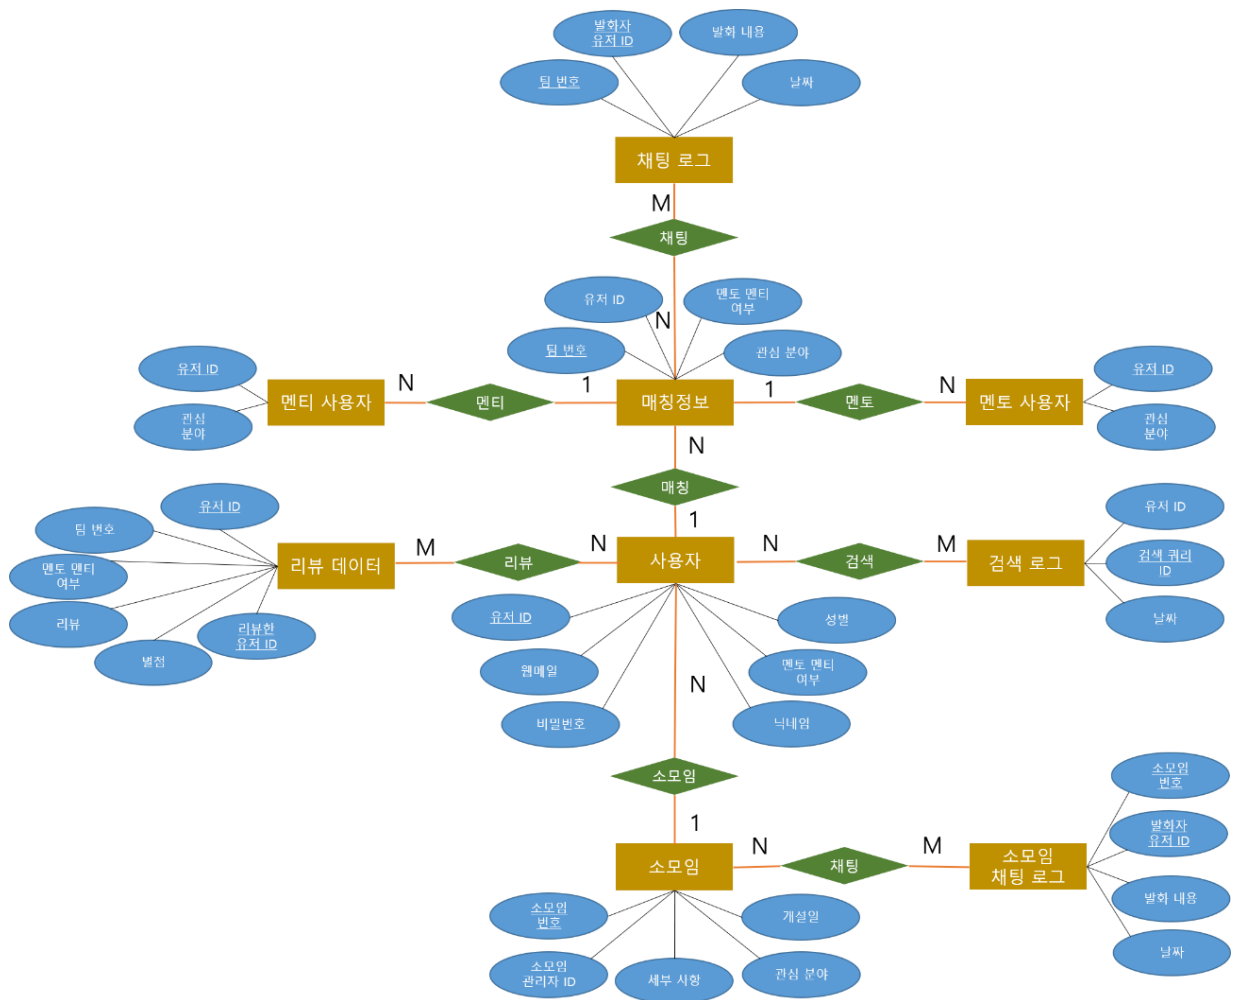 발화자
유저 ID
발화 내용
팀 번호
날짜
채팅 로그
M
채팅
유저 ID
멘토 멘티
여부
N
팀 번호
관심 분야
유저 ID
관심
분야
멘티 사용자
N
멘티
1
매칭정보
1
멘토
N
멘토 사용자
유저 ID
관심
분야
N
매칭
1
유저 ID
팀 번호
멘토 멘티
여부
리뷰
별점
리뷰한
유저 ID
리뷰 데이터
M
리뷰
N
사용자
N
검색
M
검색 로그
유저 ID
검색 쿼리
ID
날짜
유저 ID
성별
웹메일
멘토 멘티
여부
비밀번호
닉네임
N
소모임
1
소모임
N
채팅
M
소모임
채팅 로그
소모임
번호
발화자
유저 ID
발화 내용
날짜
소모임
번호
개설일
소모임
관리자 ID
세부 사항
관심 분야